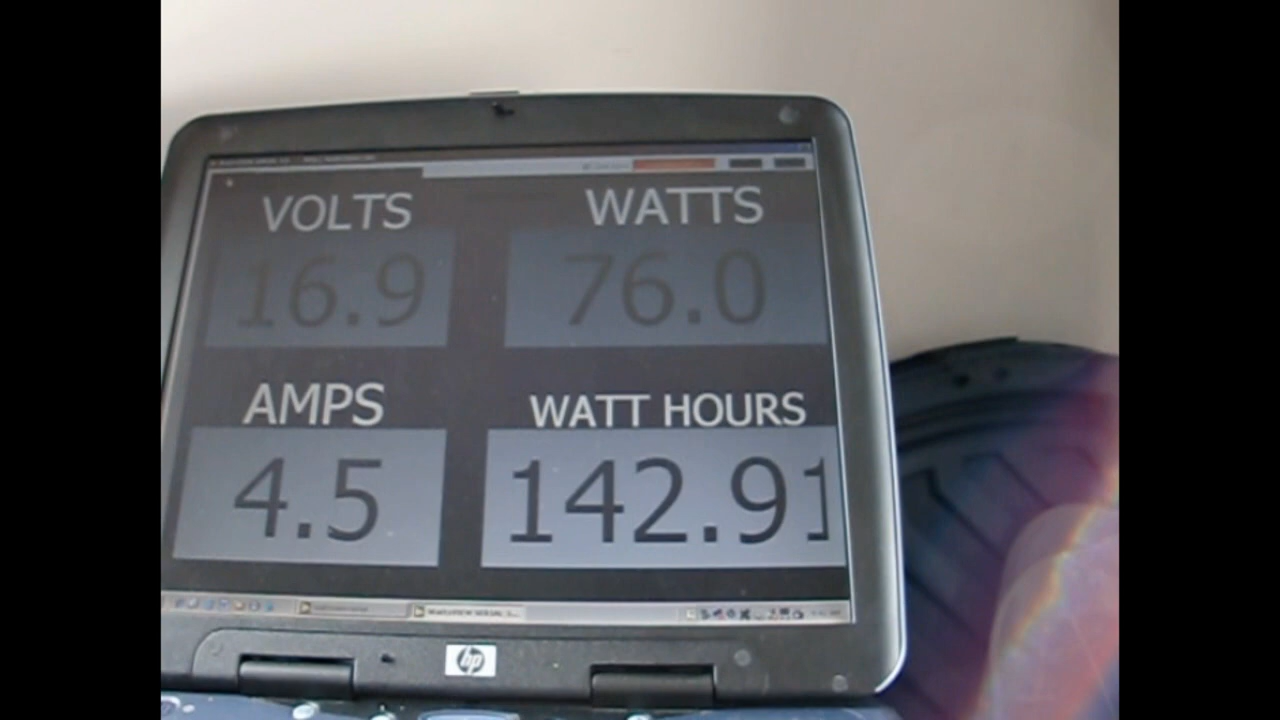 VOLTS
WATTS
16.9
76.0
AMPS
WATT HOURS
4.5
142.91
hp